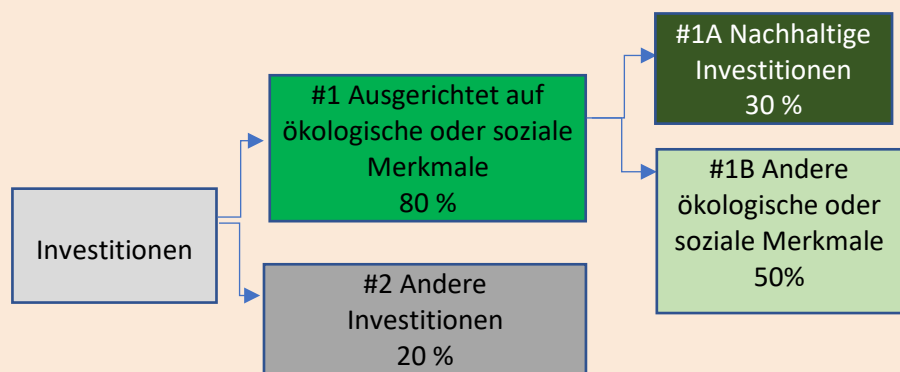 Investitionen
#1 Ausgerichtet auf
ökologische oder soziale
Merkmale
80 %
#2 Andere
Investitionen
20 %
#1A Nachhaltige
Investitionen
30 %
#1B Andere
ökologische oder
soziale Merkmale
50%